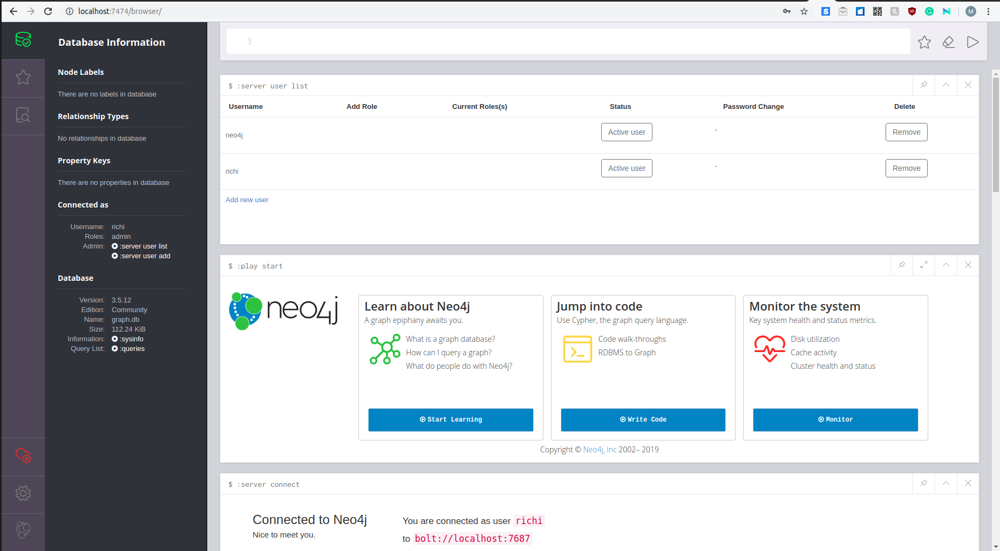 localhost:7474/browser/
M
Database Information
Node Labels
There are no labels in database
Relationship Types
No relationships in database
Property Keys
There are no properties in database
Connected as
Username: richi
Roles: admin
Admin: :server user list
:server user add
Database
Version: 3.5.12
Edition: Community
Name: graph.db
Size: 112.24 KiB
Information: :sysinfo
Query List: :queries
$
$ :server user list
Username Add Role Current Roles(s) Status Password Change Delete
neo4j Active user - Remove
richi Active user - Remove
Add new user
$ :play start
neo4j
Learn about Neo4j
A graph epiphany awaits you.
What is a graph database?
How can I query a graph?
What do people do with Neo4j?
Start Learning
Jump into code
Use Cypher, the graph query language.
Code walk-throughs
RDBMS to Graph
Write Code
Monitor the system
Key system health and status metrics.
Disk utilization
Cache activity
Cluster health and status
Monitor
Copyright © Neo4j, Inc 2002– 2019
$ :server connect
Connected to Neo4j
Nice to meet you.
You are connected as user richi
to bolt://localhost:7687